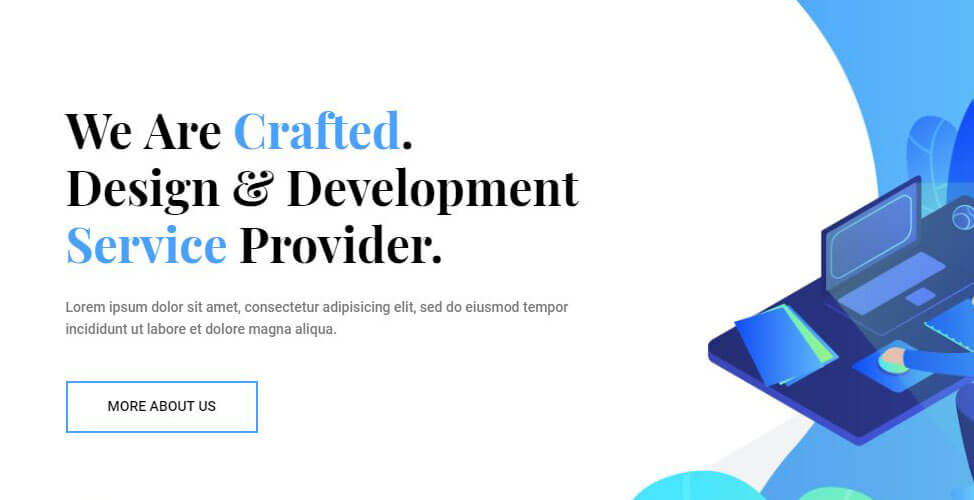 We Are Crafted.
Design & Development
Service Provider.
Lorem ipsum dolor sit amet, consectetur adipisicing elit, sed do eiusmod tempor
incididunt ut labore et dolore magna aliqua.
MORE ABOUT US